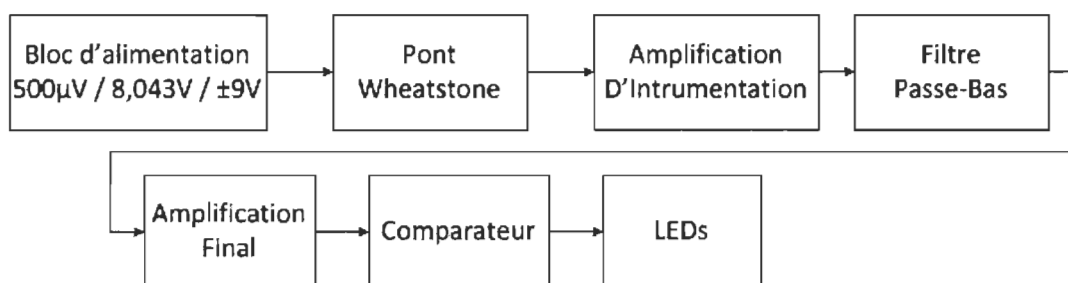 Bloc d'alimentation
500µV / 8,043V / ±9V
Pont
Wheatstone
Amplification
D'Intrumentation
Filtre
Passe-Bas
Amplification
Final
Comparateur
LEDs